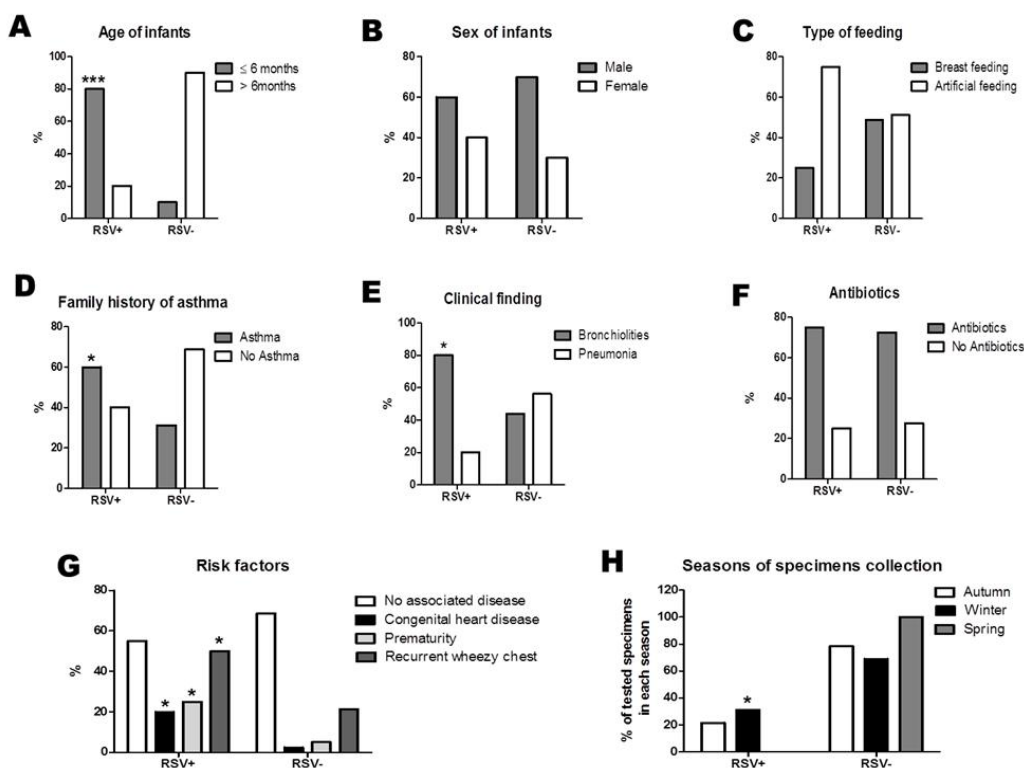 A
Age of infants
100
80
60
40
20
0
%
***
RSV+
RSV-
≤ 6 months
> 6months
B
Sex of infants
80
60
40
20
0
%
RSV+
RSV-
Male
Female
C
Type of feeding
80
60
40
20
0
%
RSV+
RSV-
Breast feeding
Artificial feeding
D
Family history of asthma
80
60
40
20
0
%
*
RSV+
RSV-
Asthma
No Asthma
E
Clinical finding
100
80
60
40
20
0
%
*
RSV+
RSV-
Bronchiolities
Pneumonia
F
Antibiotics
80
60
40
20
0
%
RSV+
RSV-
Antibiotics
No Antibiotics
G
Risk factors
80
60
40
20
0
%
*
*
*
RSV+
RSV-
No associated disease
Congenital heart disease
Prematurity
Recurrent wheezy chest
H
Seasons of specimens collection
120
100
80
60
40
20
0
% of tested specimens
in each season
*
RSV+
RSV-
Autumn
Winter
Spring